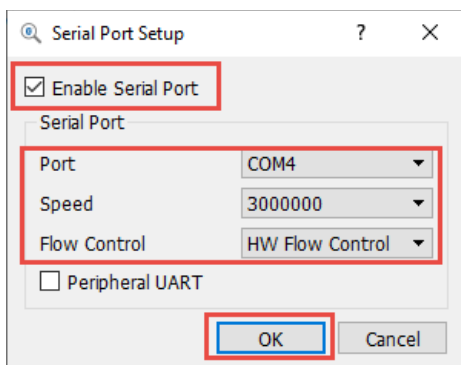 Serial Port Setup ? ×
Enable Serial Port
Serial Port
Port COM4
Speed 3000000
Flow Control HW Flow Control
Peripheral UART
OK Cancel